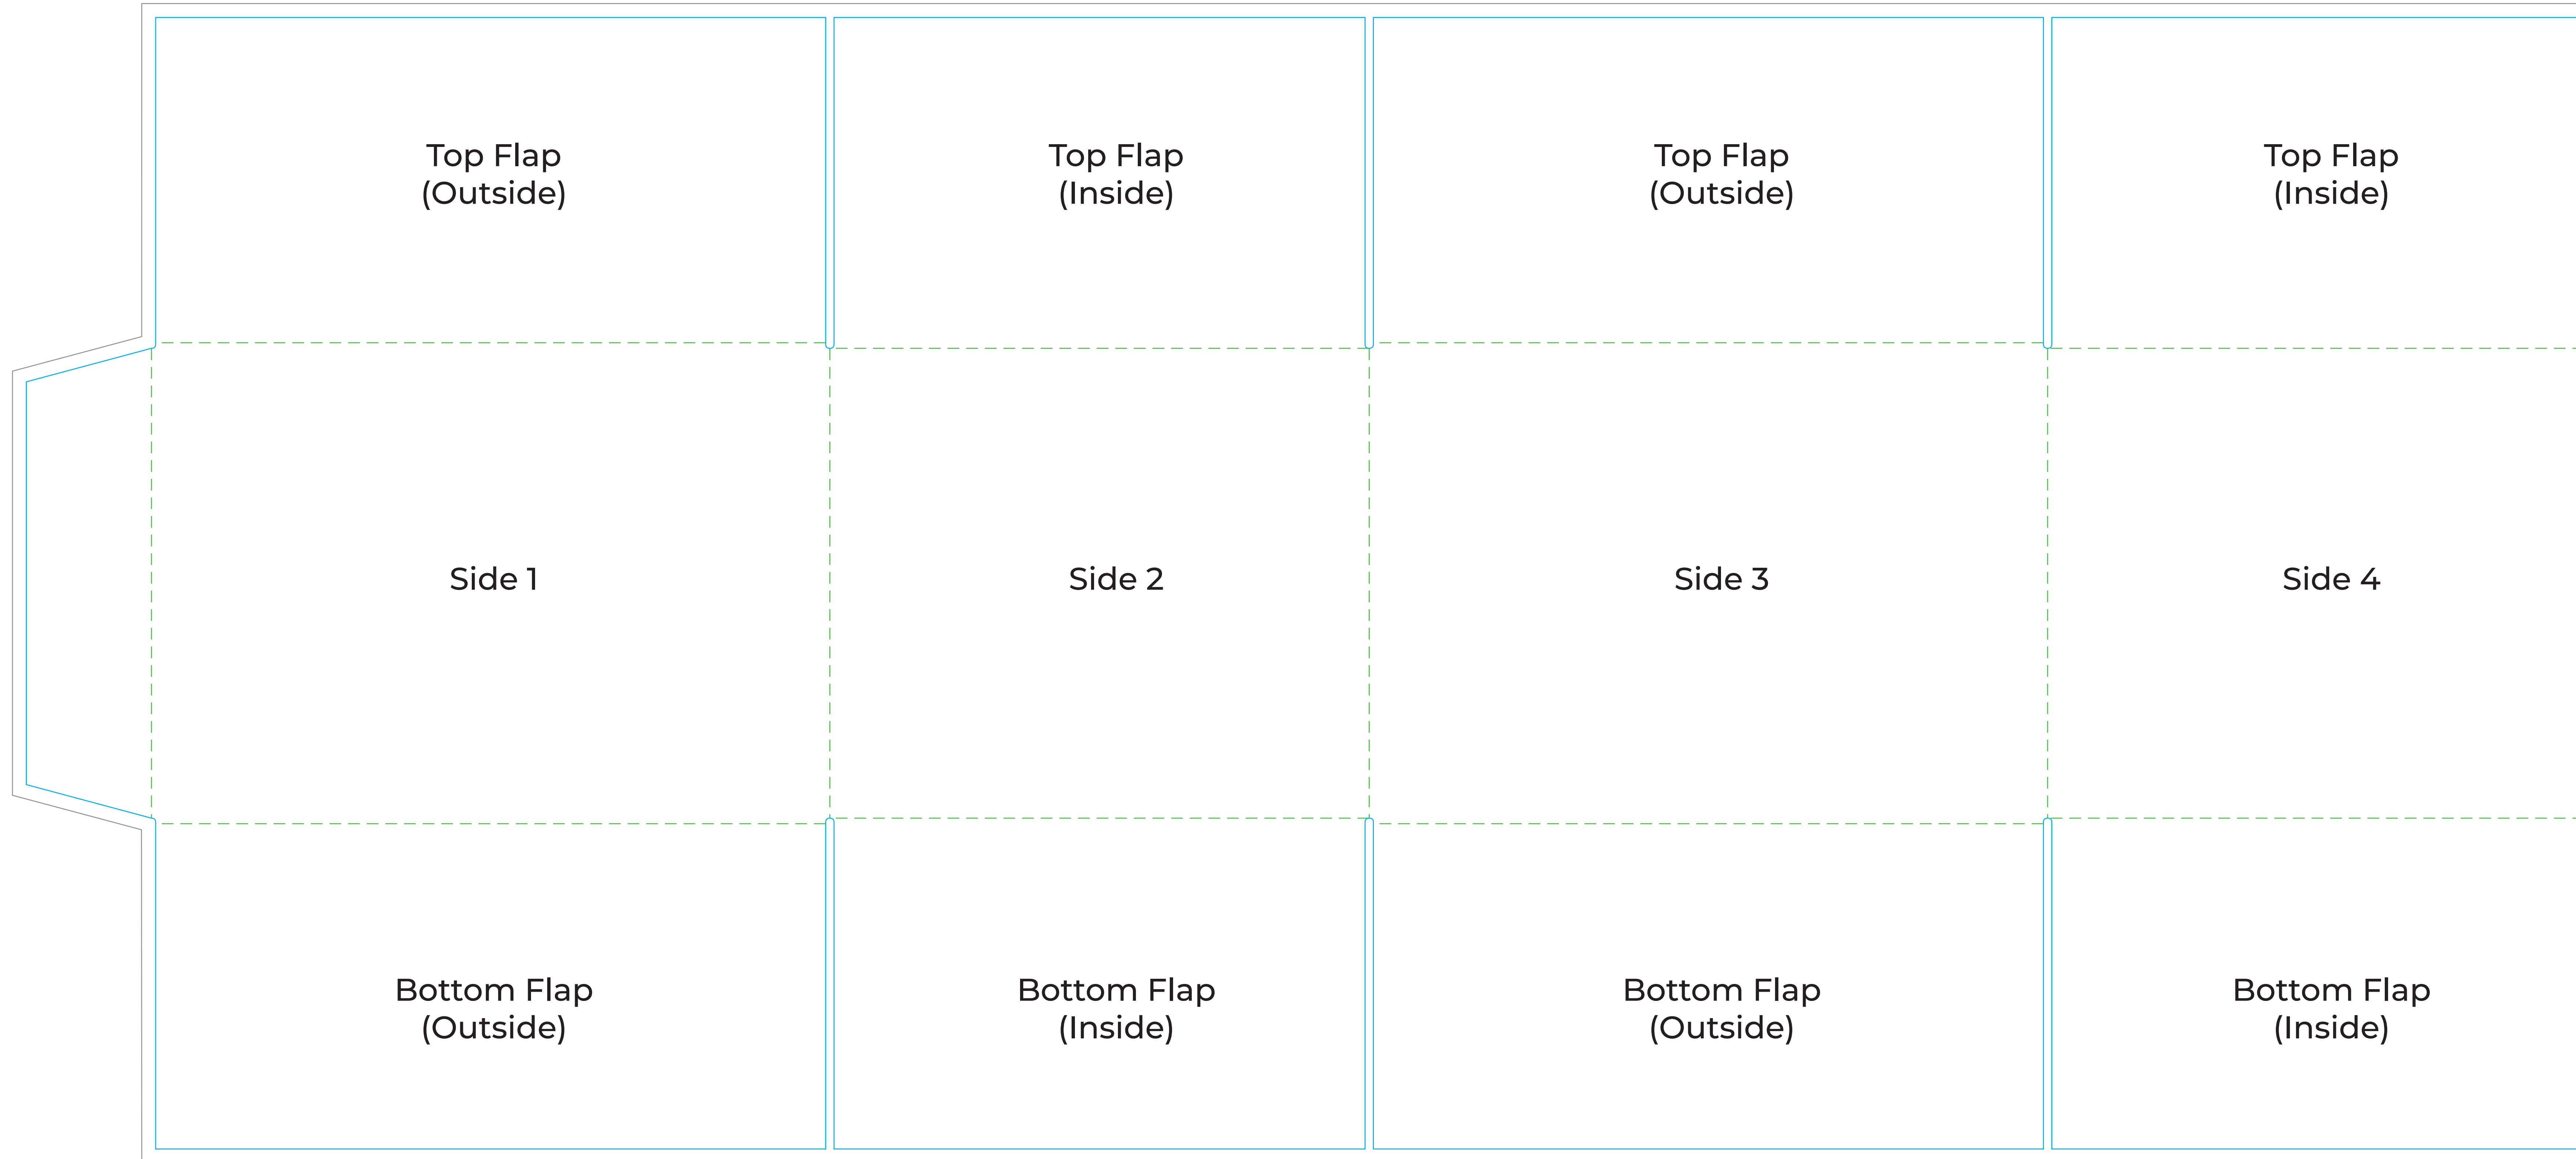 Top Flap
(Outside)
Top Flap
(Inside)
Top Flap
(Outside)
Top Flap
(Inside)
Side 1
Side 2
Side 3
Side 4
Bottom Flap
(Outside)
Bottom Flap
(Inside)
Bottom Flap
(Outside)
Bottom Flap
(Inside)